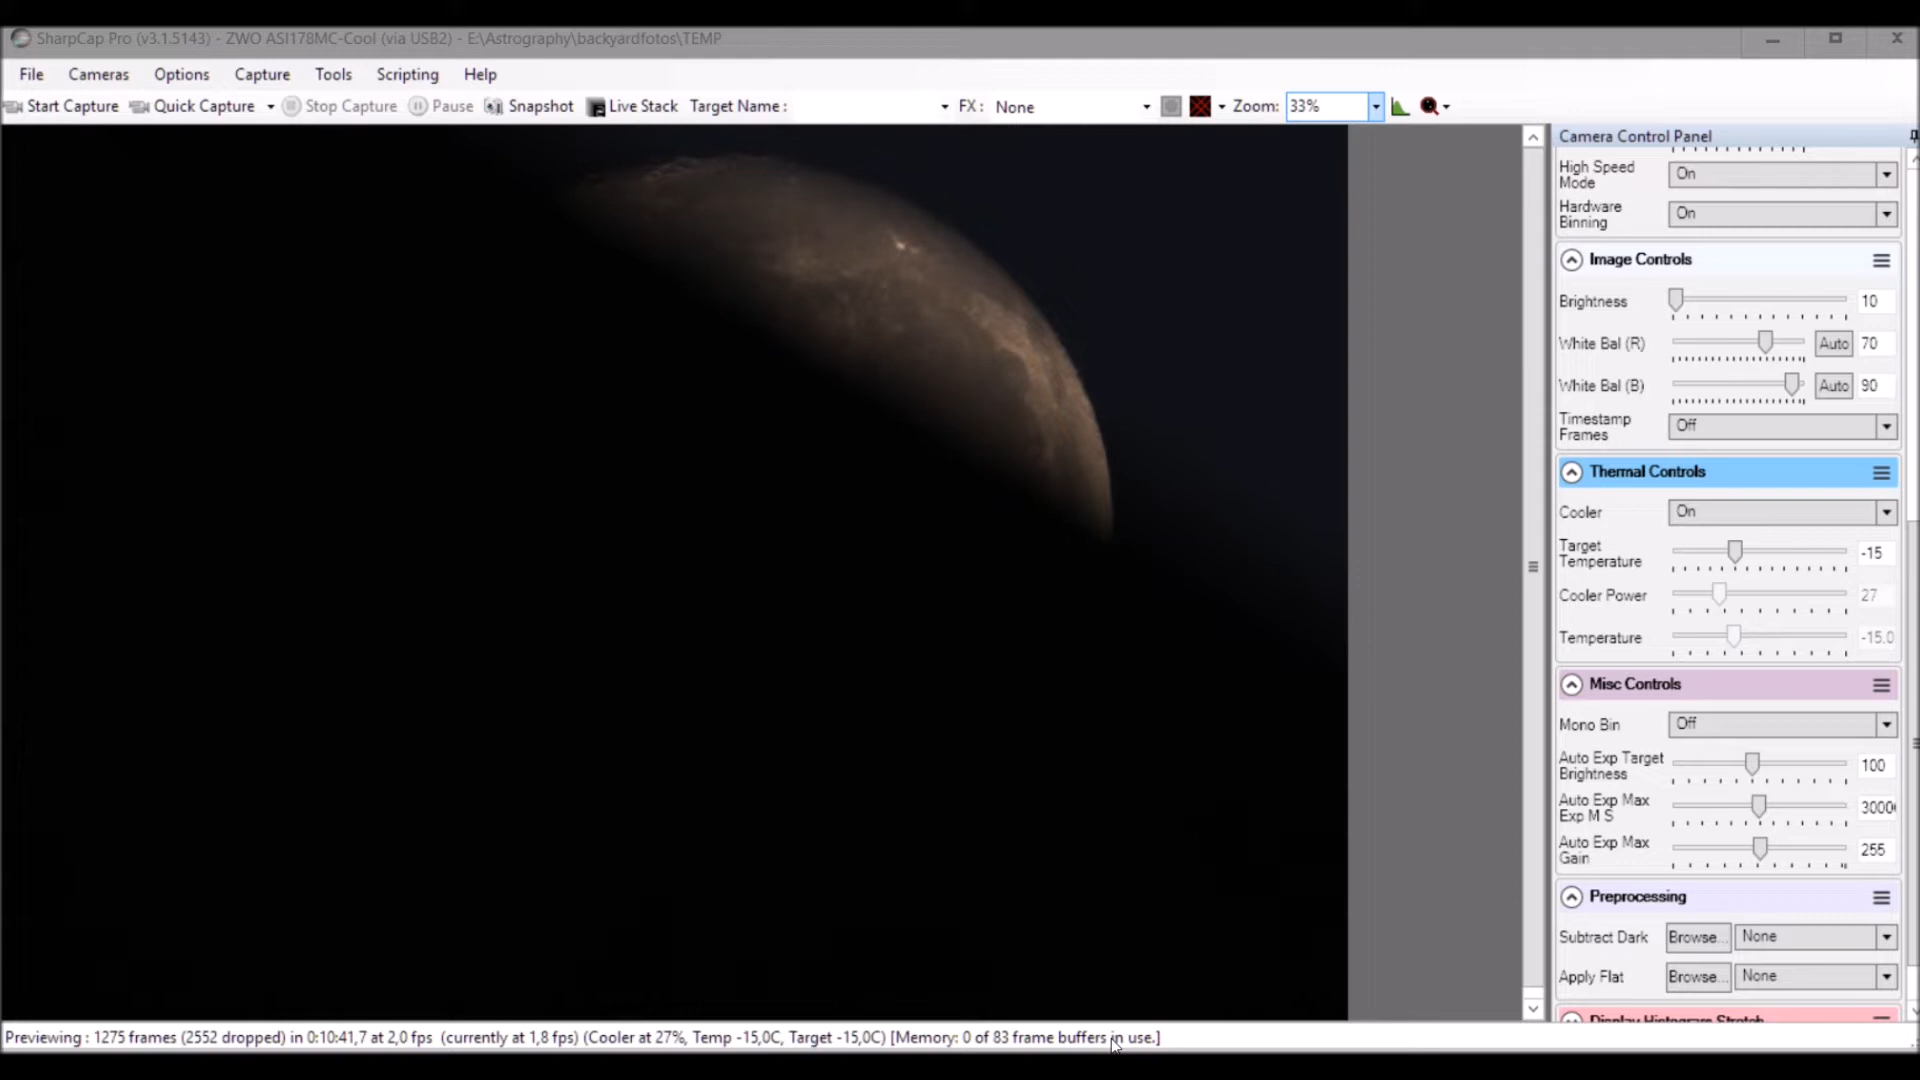 SharpCap Pro (v3.1.5143) - ZWO ASI178MC-Cool (via USB2) - E:\Astrography\backyardfotos\TEMP
File Cameras Options Capture Tools Scripting Help
Start Capture Quick Capture Stop Capture Pause Snapshot Live Stack Target Name : FX : None Zoom: 33%
Camera Control Panel
High Speed
Mode On
Hardware
Binning On
Image Controls
Brightness 10
White Bal (R) Auto 70
White Bal (B) Auto 90
Timestamp
Frames Off
Thermal Controls
Cooler On
Target
Temperature -15
Cooler Power 27
Temperature -15.0
Misc Controls
Mono Bin Off
Auto Exp Target
Brightness 100
Auto Exp Max
Exp M S 3000
Auto Exp Max
Gain 255
Preprocessing
Subtract Dark Browse... None
Apply Flat Browse... None
Display Histogram Stretch
Previewing : 1275 frames (2552 dropped) in 0:10:41,7 at 2,0 fps (currently at 1,8 fps) (Cooler at 27%, Temp -15,0C, Target -15,0C) [Memory: 0 of 83 frame buffers in use.]